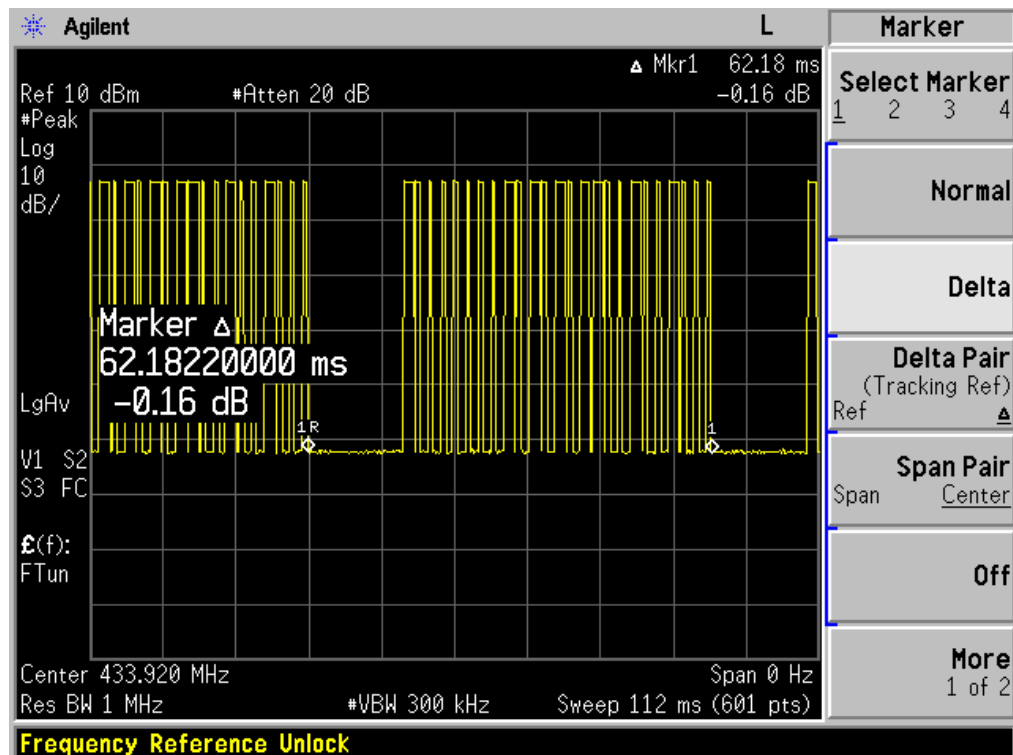 Agilent
L
Marker
Δ Mkr1 62.18 ms
Ref 10 dBm #Atten 20 dB -0.16 dB
#Peak
Log
10
dB/
Marker Δ
62.18220000 ms
-0.16 dB
LgAv
1R
1
V1 S2
S3 FC
£(f):
FTun
Center 433.920 MHz Span 0 Hz
Res BW 1 MHz #VBW 300 kHz Sweep 112 ms (601 pts)
Frequency Reference Unlock
Select Marker
1 2 3 4
Normal
Delta
Delta Pair
(Tracking Ref)
Ref Δ
Span Pair
Span Center
Off
More
1 of 2